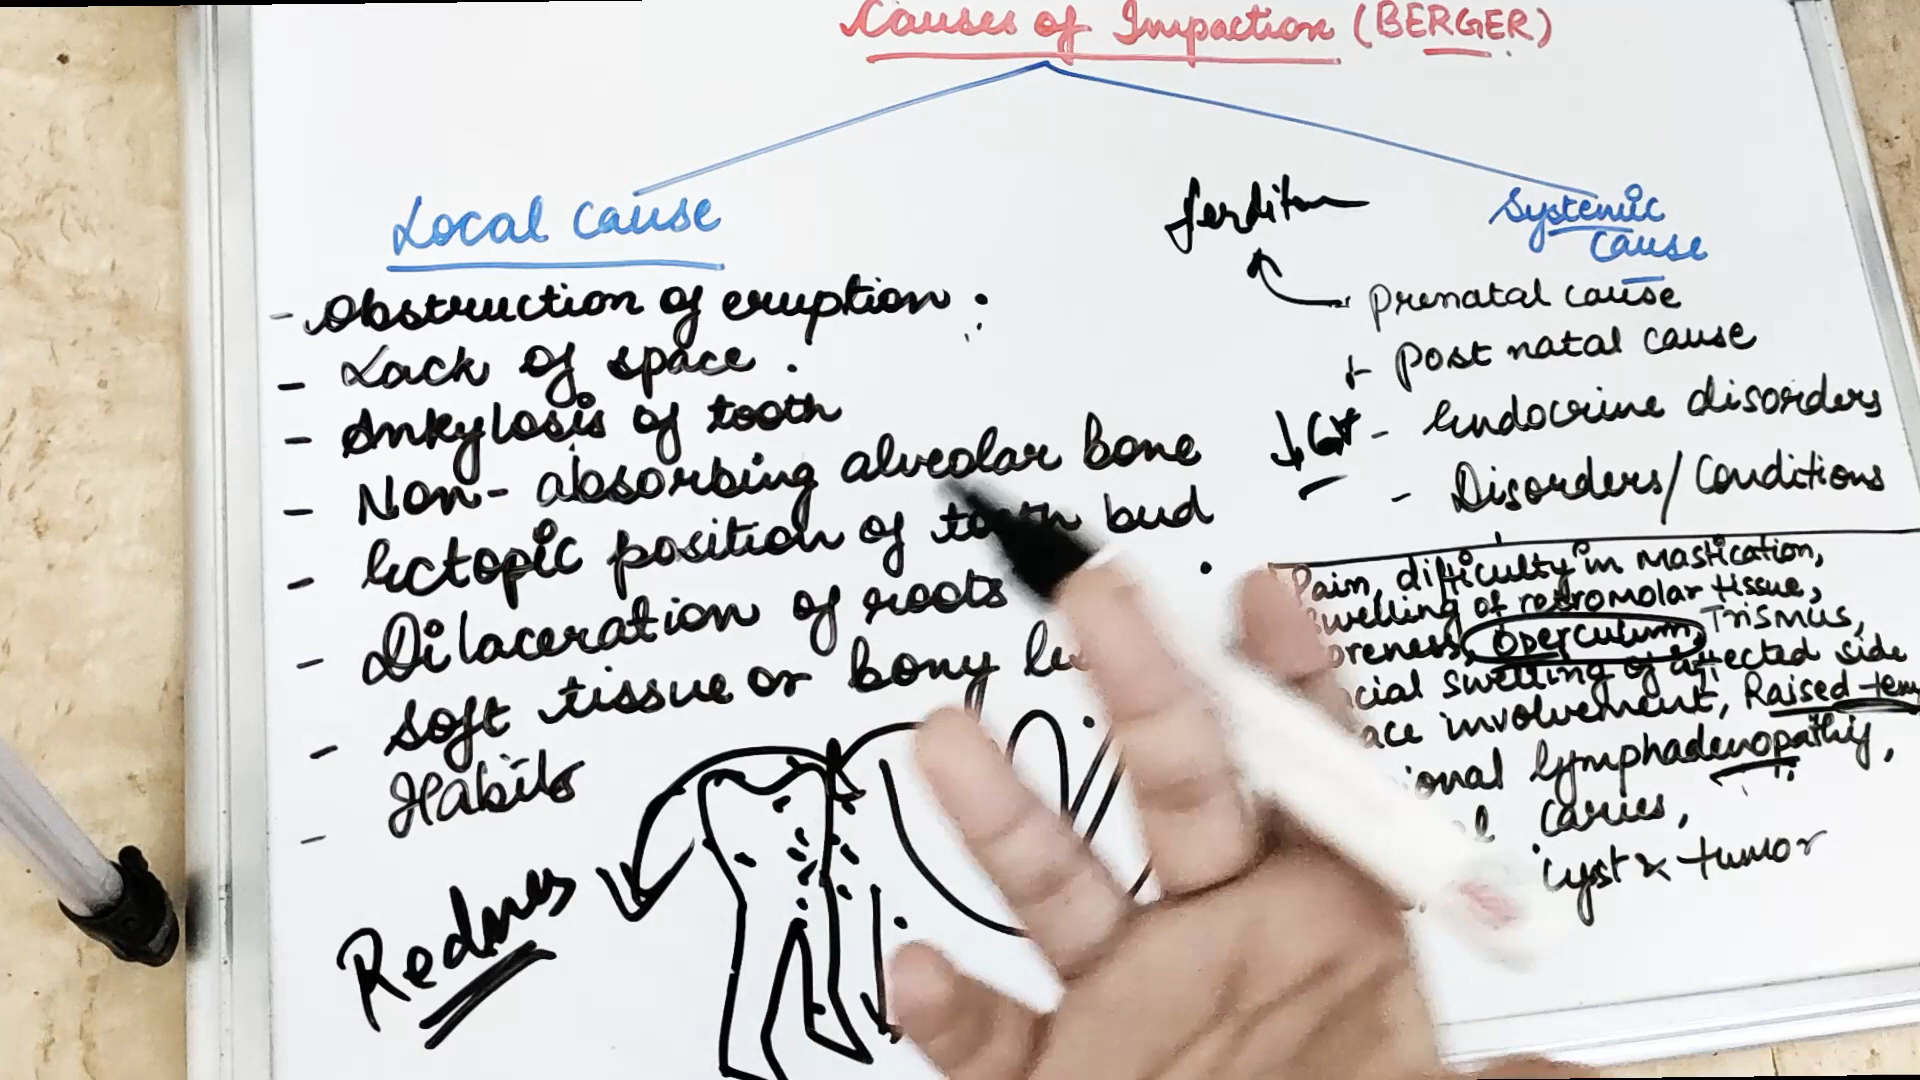 Causes of Impaction (BERGER)
Local cause
- Obstruction of eruption.
- Lack of space.
- Ankylosis of tooth
- Non-absorbing alveolar bone
- Ectopic position of tooth bud
- Dilaceration of roots
- Soft tissue or bony
- Habits
Redness
Systemic
cause
Prenatal cause
Post natal cause
- Endocrine disorders
- Disorders/Conditions
Pain, difficulty in mastication,
swelling of retromolar tissue,
operculum, Trismus,
swelling of affected side
involvement, Raised
lymphadenopathy,
caries,
cyst & tumor